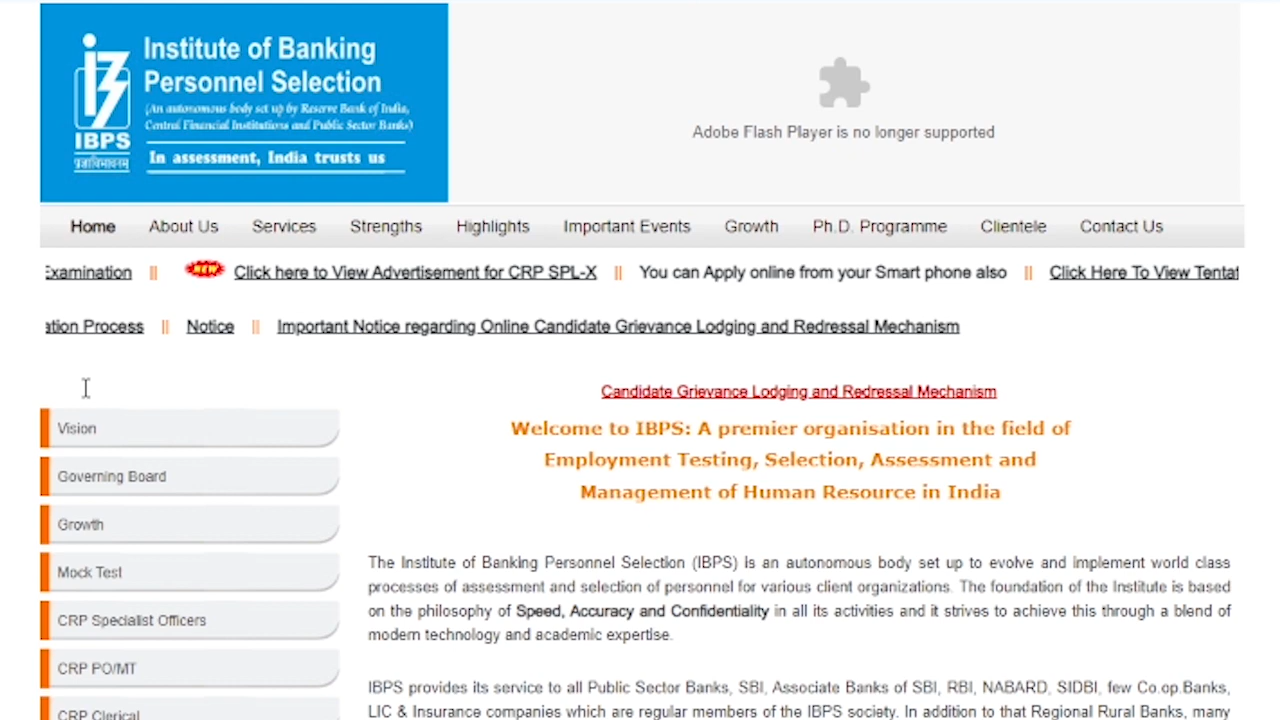 Institute of Banking
Personnel Selection
(An autonomous body set up by Reserve Bank of India,
Central Financial Institutions and Public Sector Banks)
IBPS
In assessment, India trusts us
Adobe Flash Player is no longer supported
Home About Us Services Strengths Highlights Important Events Growth Ph.D. Programme Clientele Contact Us
Examination || NEW Click here to View Advertisement for CRP SPL-X || You can Apply online from your Smart phone also || Click Here To View Tentat
ation Process || Notice || Important Notice regarding Online Candidate Grievance Lodging and Redressal Mechanism
Candidate Grievance Lodging and Redressal Mechanism
Welcome to IBPS: A premier organisation in the field of
Employment Testing, Selection, Assessment and
Management of Human Resource in India
Vision
Governing Board
Growth
Mock Test
CRP Specialist Officers
CRP PO/MT
CRP Clerical
The Institute of Banking Personnel Selection (IBPS) is an autonomous body set up to evolve and implement world class
processes of assessment and selection of personnel for various client organizations. The foundation of the Institute is based
on the philosophy of Speed, Accuracy and Confidentiality in all its activities and it strives to achieve this through a blend of
modern technology and academic expertise.
IBPS provides its service to all Public Sector Banks, SBI, Associate Banks of SBI, RBI, NABARD, SIDBI, few Co.op.Banks,
LIC & Insurance companies which are regular members of the IBPS society. In addition to that Regional Rural Banks, many